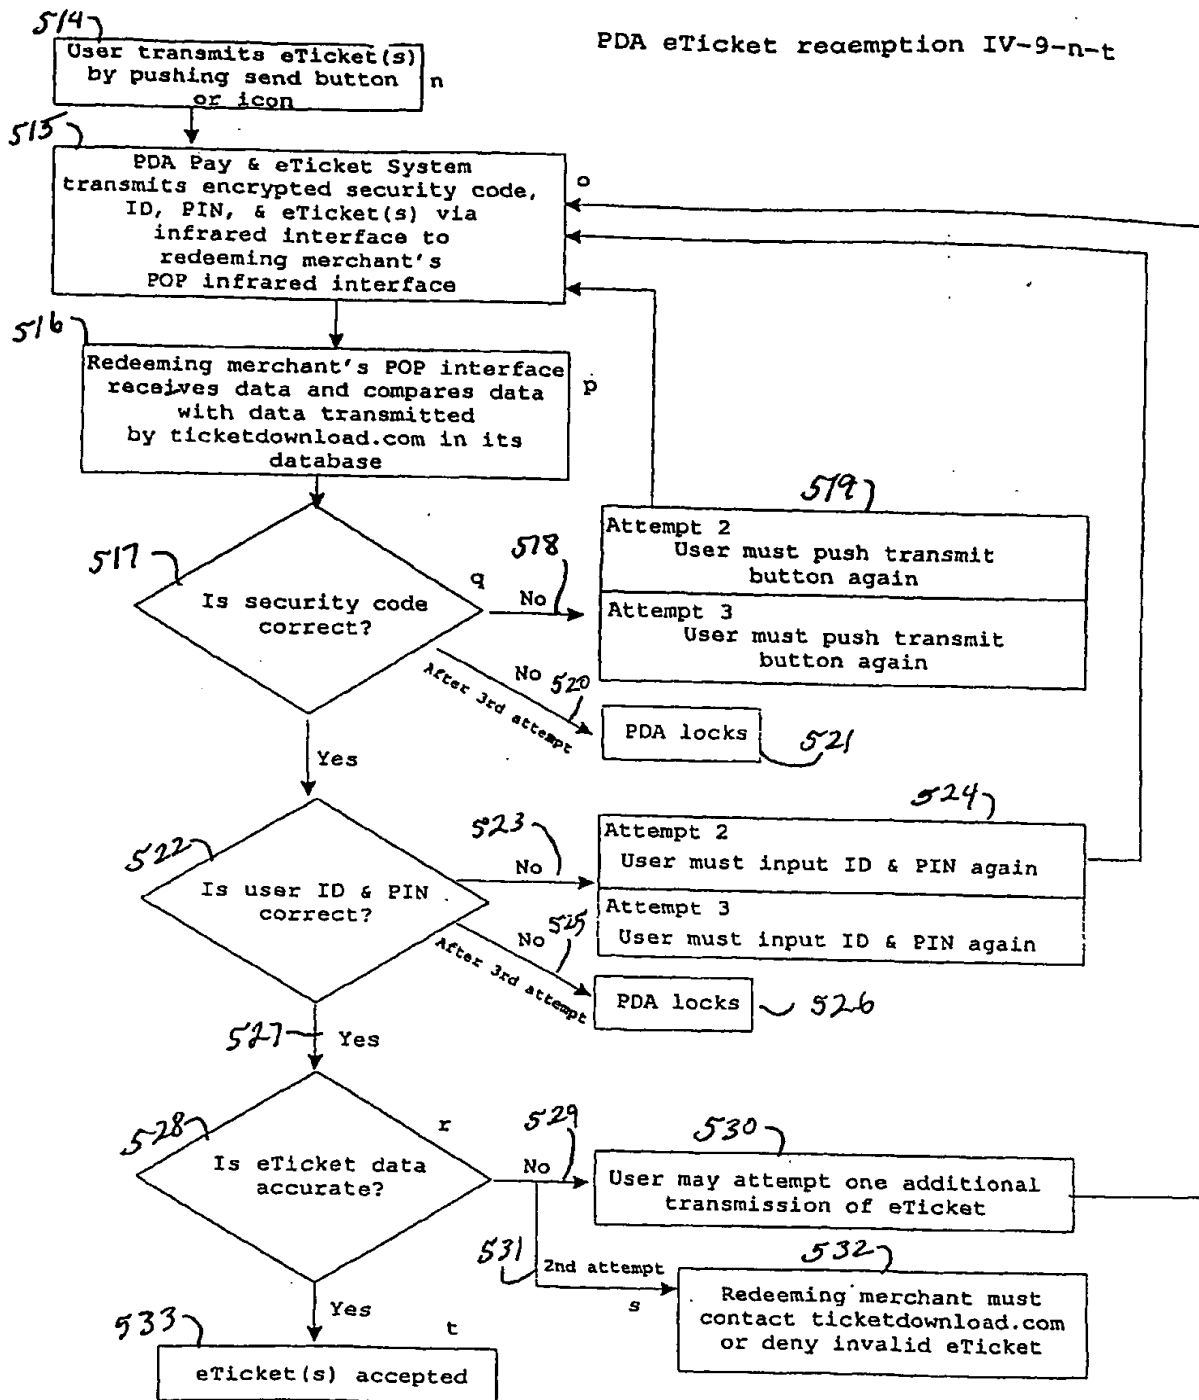 514
PDA eTicket reaemption IV-9-n-t
User transmits eTicket(s)
by pushing send button
or icon
n
515
PDA Pay & eTicket System
transmits encrypted security code,
ID, PIN, & eTicket(s) via
infrared interface to
redeeming merchant's
POP infrared interface
o
516
Redeeming merchant's POP interface
receives data and compares data
with data transmitted
by ticketdownload.com in its
database
p
517
Is security code
correct?
q
518
No
519
Attempt 2
User must push transmit
button again
Attempt 3
User must push transmit
button again
No
520
After 3rd attempt
PDA locks
521
Yes
522
Is user ID & PIN
correct?
523
No
524
Attempt 2
User must input ID & PIN again
Attempt 3
User must input ID & PIN again
No
525
After 3rd attempt
PDA locks
526
527
Yes
528
Is eTicket data
accurate?
r
529
No
530
User may attempt one additional
transmission of eTicket
531
2nd attempt
s
532
Redeeming merchant must
contact ticketdownload.com
or deny invalid eTicket
Yes
533
t
eTicket(s) accepted